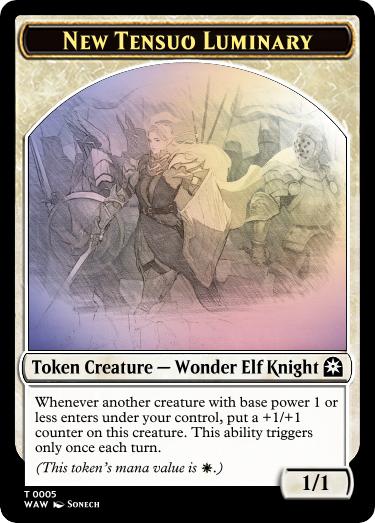 New Tensuo Luminary
Token Creature — Wonder Elf Knight
Whenever another creature with base power 1 or
less enters under your control, put a +1/+1
counter on this creature. This ability triggers
only once each turn.
(This token's mana value is .)
1/1
T 0005
WAW Sonech